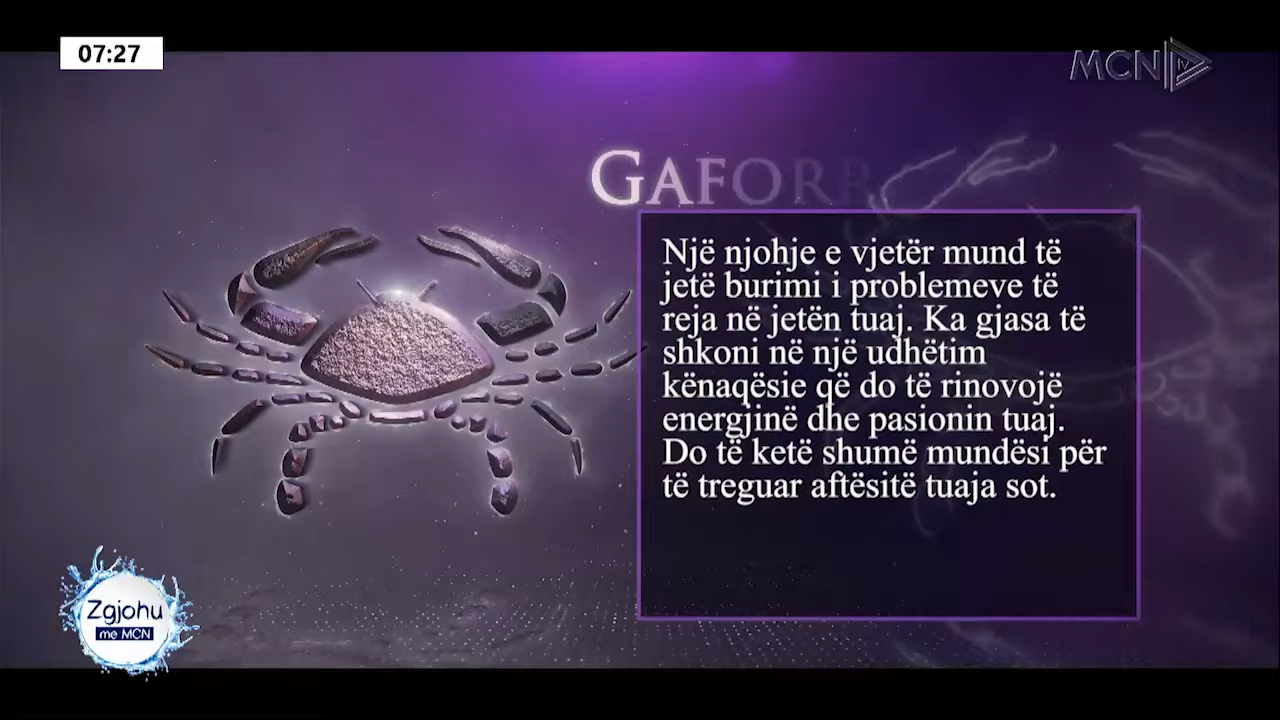 07:27
MCN TV
GAFORR
Një njohje e vjetër mund të
jetë burimi i problemeve të
reja në jetën tuaj. Ka gjasa të
shkoni në një udhëtim
kënaqësie që do të rinovojë
energjinë dhe pasionin tuaj.
Do të ketë shumë mundësi për
të treguar aftësitë tuaja sot.
Zgjohu
me MCN